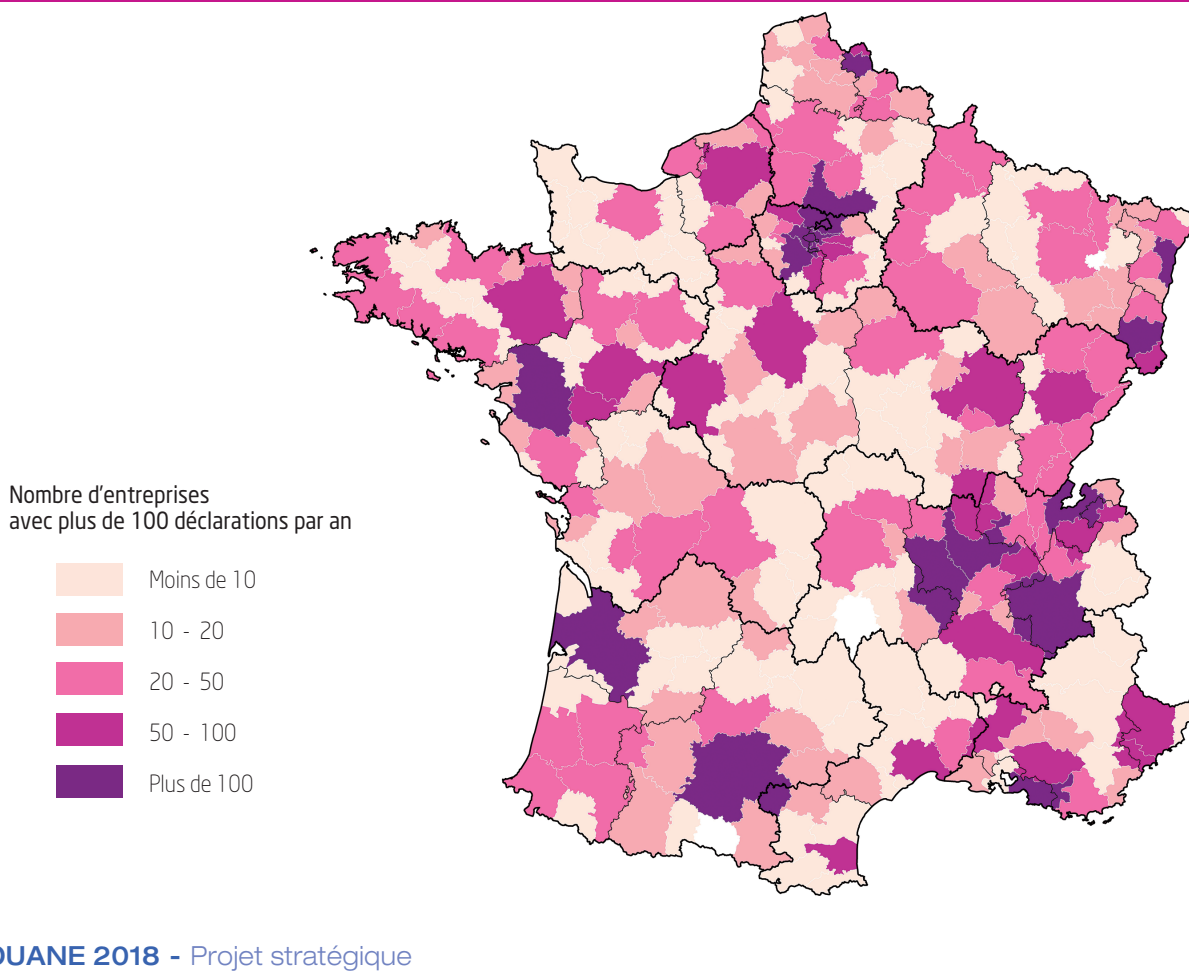 Nombre d'entreprises
avec plus de 100 déclarations par an
Moins de 10
10 - 20
20 - 50
50 - 100
Plus de 100
OUANE 2018 - Projet stratégique